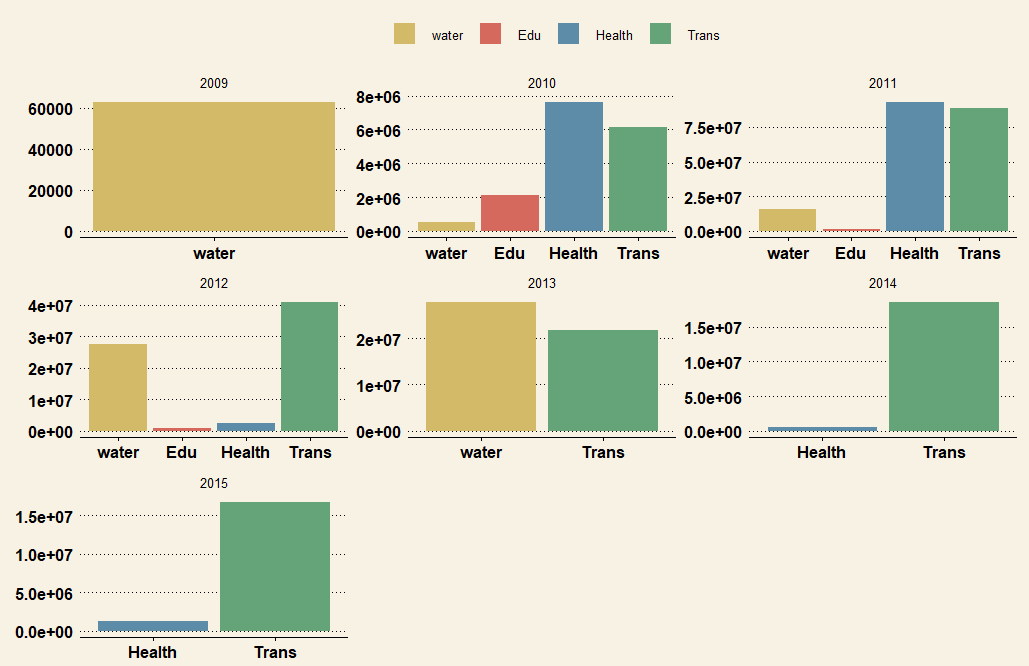 water Edu Health Trans
2009 2010 2011
60000
40000
20000
0
water
8e+06
6e+06
4e+06
2e+06
0e+00
water Edu Health Trans
7.5e+07
5.0e+07
2.5e+07
0.0e+00
water Edu Health Trans
2012 2013 2014
4e+07
3e+07
2e+07
1e+07
0e+00
water Edu Health Trans
2e+07
1e+07
0e+00
water Trans
1.5e+07
1.0e+07
5.0e+06
0.0e+00
Health Trans
2015
1.5e+07
1.0e+07
5.0e+06
0.0e+00
Health Trans